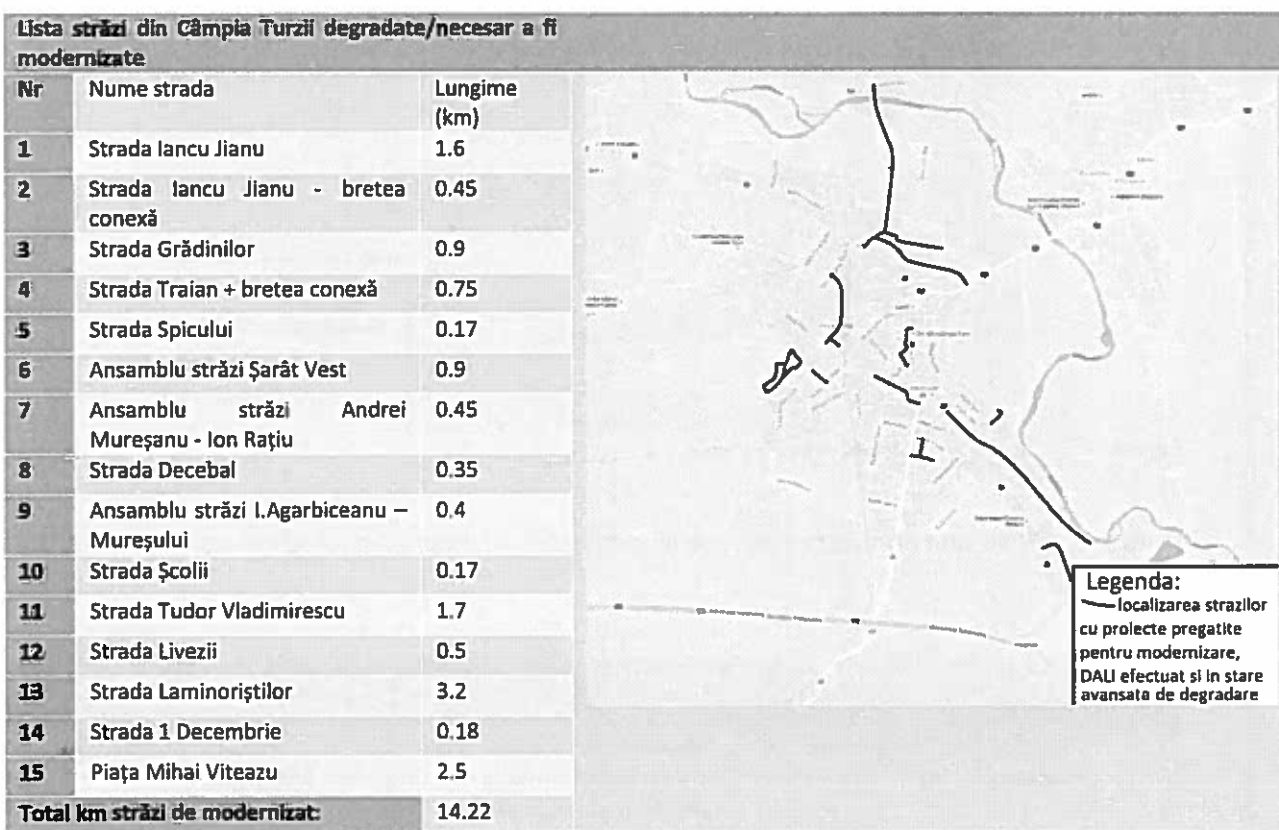 Lista străzi din Câmpia Turzii degradate/necesar a fi
modernizate
Nr Nume strada Lungime
(km)
1 Strada Iancu Jianu 1.6
2 Strada Iancu Jianu - bretea 0.45
conexă
3 Strada Grădinilor 0.9
4 Strada Traian + bretea conexă 0.75
5 Strada Spicului 0.17
6 Ansamblu străzi Șarât Vest 0.9
7 Ansamblu străzi Andrei 0.45
Mureșanu - Ion Rațiu
8 Strada Decebal 0.35
9 Ansamblu străzi I.Agarbiceanu – 0.4
Mureșului
10 Strada Școlii 0.17
11 Strada Tudor Vladimirescu 1.7
12 Strada Livezii 0.5
13 Strada Laminoriștilor 3.2
14 Strada 1 Decembrie 0.18
15 Piața Mihai Viteazu 2.5
Total km străzi de modernizat: 14.22
Legenda:
localizarea strazilor
cu proiecte pregatite
pentru modernizare,
DALI efectuat si in stare
avansata de degradare